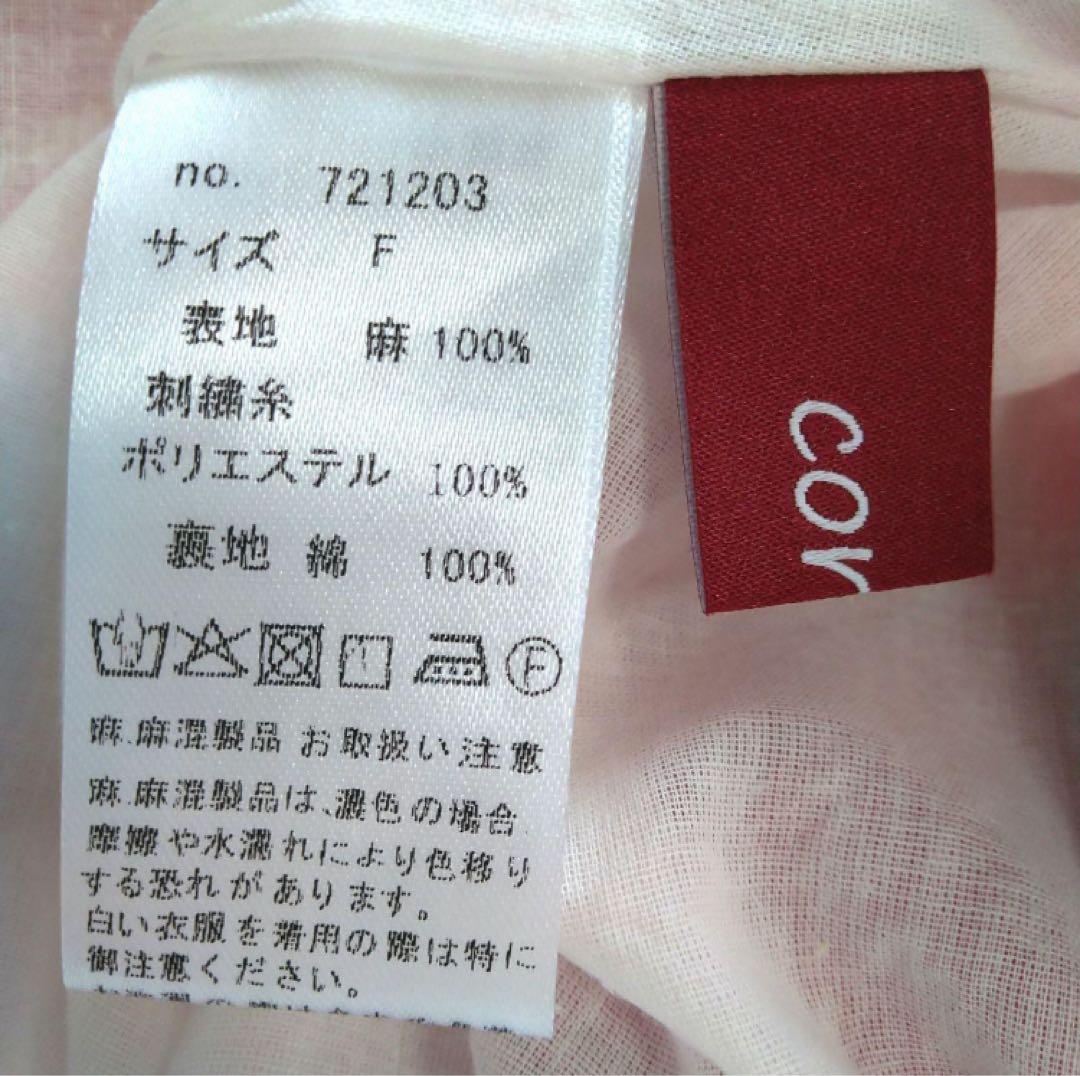 no. 721203
サイズ F
表地 麻 100%
刺繍糸
ポリエステル 100%
裏地 綿 100%
F
麻.麻混製品 お取扱い注意
麻.麻混製品は、濃色の場合.
摩擦や水濡れにより色移り
する恐れがあります。
白い衣服を着用の際は特に
御注意ください。
cor